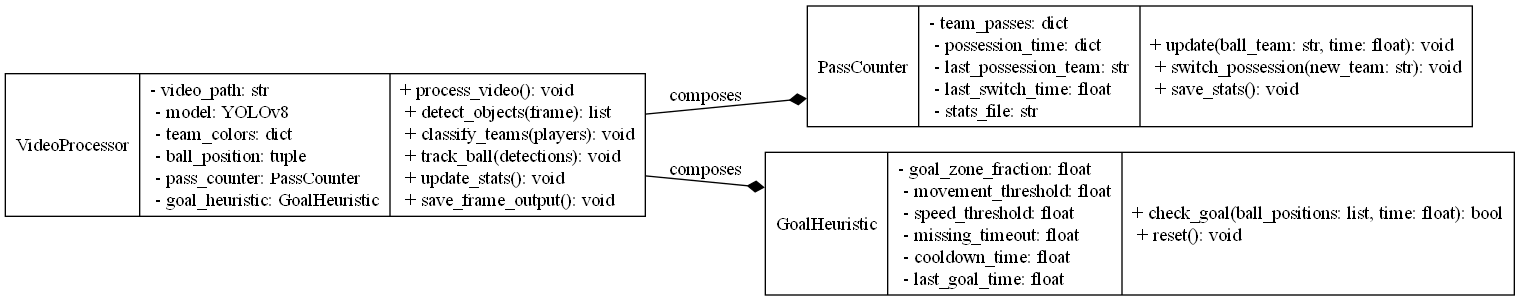 VideoProcessor
- video_path: str
- model: YOLOv8
- team_colors: dict
- ball_position: tuple
- pass_counter: PassCounter
- goal_heuristic: GoalHeuristic
+ process_video(): void
+ detect_objects(frame): list
+ classify_teams(players): void
+ track_ball(detections): void
+ update_stats(): void
+ save_frame_output(): void
composes
composes
PassCounter
- team_passes: dict
- possession_time: dict
- last_possession_team: str
- last_switch_time: float
- stats_file: str
+ update(ball_team: str, time: float): void
+ switch_possession(new_team: str): void
+ save_stats(): void
GoalHeuristic
- goal_zone_fraction: float
- movement_threshold: float
- speed_threshold: float
- missing_timeout: float
- cooldown_time: float
- last_goal_time: float
+ check_goal(ball_positions: list, time: float): bool
+ reset(): void